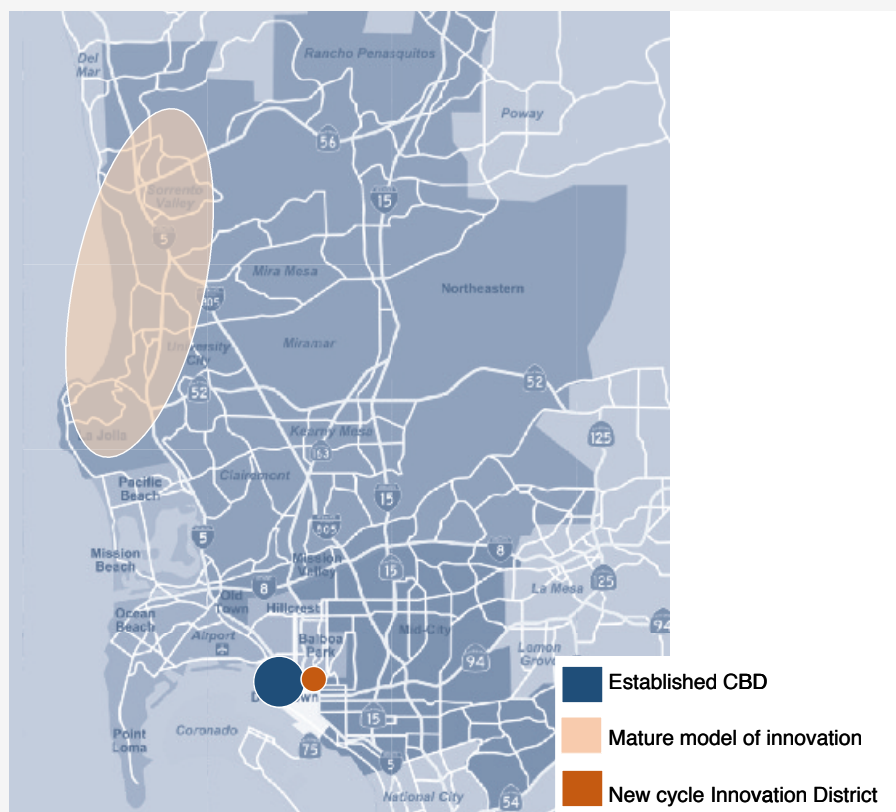 Del
Mar
Rancho Penasquitos
Poway
56
Sorrento
Valley
15
5
Mira Mesa
805
Northeastern
University
City
Miramar
52
52
La Jolla
Kearny Mesa
163
125
Clairemont
Pacific
Beach
15
5
805
Mission
Beach
Mission
Valley
8
15
8
La Mesa
125
Old
Town
Hillcrest
Ocean
Beach
Airport
Balboa
Park
Mid-City
94
94
Lemon
Grove
Established CBD
Mature model of innovation
New cycle Innovation District
Point
Loma
Coronado
15
75
5
National City
54